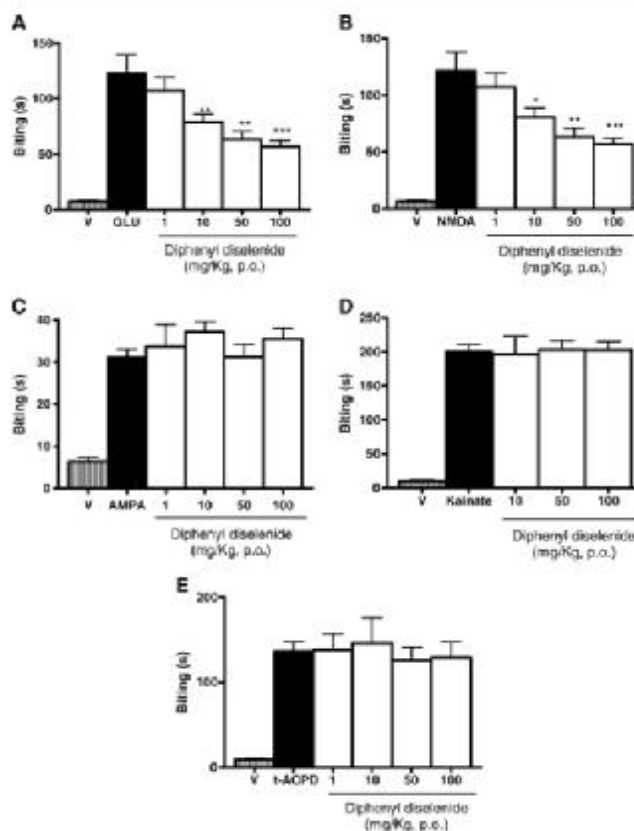 A
Biting (s)
150
100
50
0
**
**
***
V GLU 1 10 50 100
Diphenyl diselenide
(mg/Kg, p.o.)
B
Biting (s)
150
100
50
0
*
**
***
V NMDA 1 10 50 100
Diphenyl diselenide
(mg/Kg, p.o.)
C
Biting (s)
40
30
20
10
0
V AMPA 1 10 50 100
Diphenyl diselenide
(mg/Kg, p.o.)
D
Biting (s)
250
200
150
100
50
0
V Kainate 10 50 100
Diphenyl diselenide
(mg/Kg, p.o.)
E
Biting (s)
200
100
0
V t-ACPD 1 10 50 100
Diphenyl diselenide
(mg/Kg, p.o.)